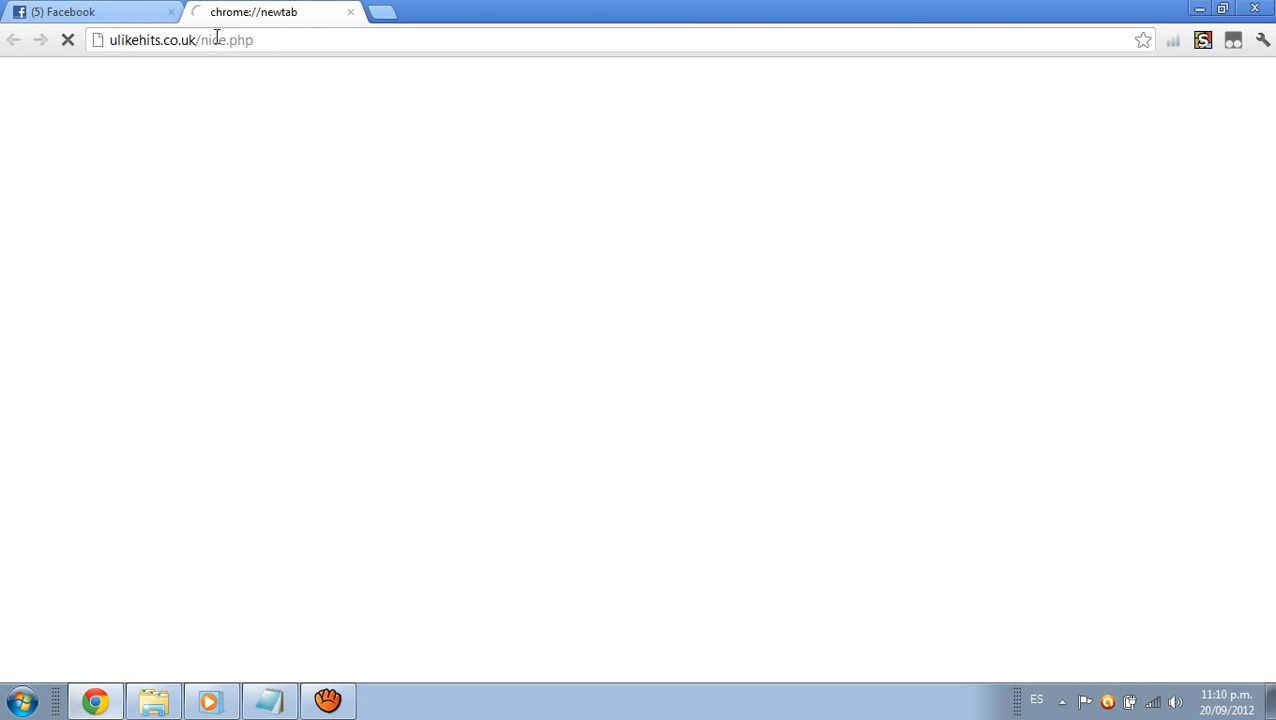 (5) Facebook
chrome://newtab
ulikehits.co.uk/nice.php
ES
11:10 p.m.
20/09/2012